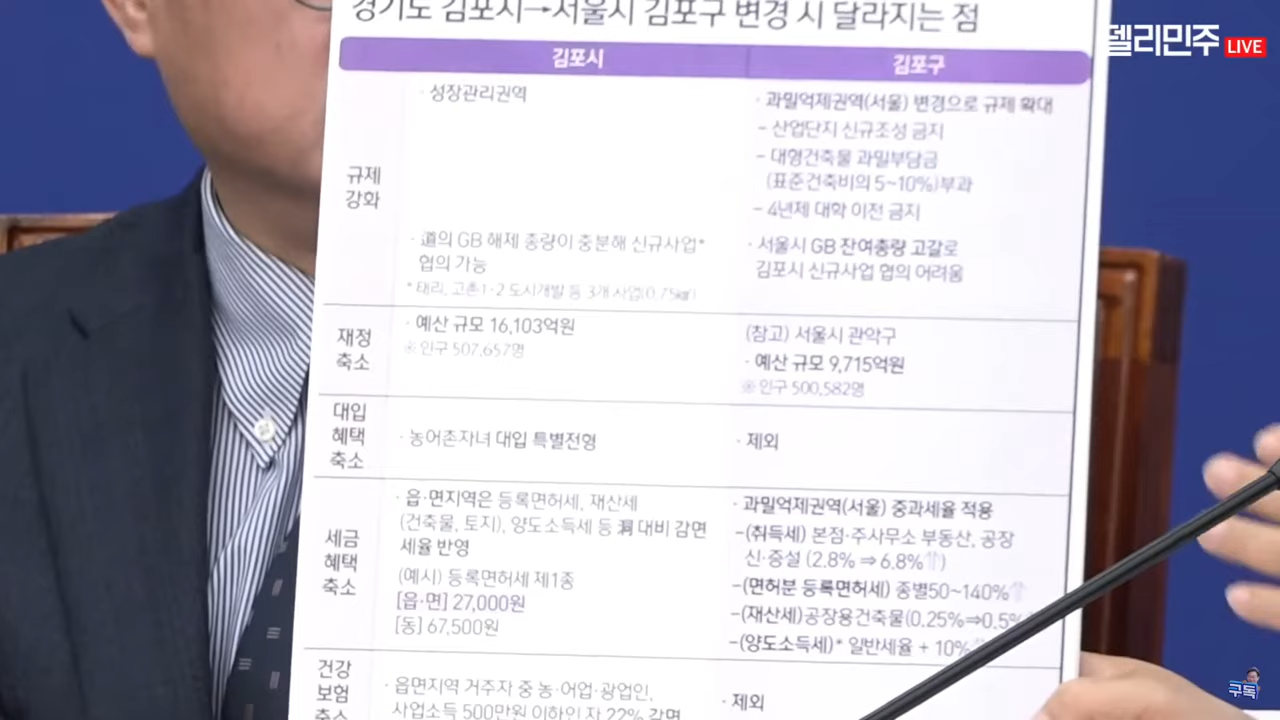 경기도 김포시→서울시 김포구 변경 시 달라지는 점
델리민주 LIVE
김포시
김포구
규제
강화
· 성장관리권역
· 道의 GB 해제 총량이 충분해 신규사업*
협의 가능
* 태리, 고촌1·2 도시개발 등 3개 사업(0.75㎢)
· 과밀억제권역(서울) 변경으로 규제 확대
- 산업단지 신규조성 금지
- 대형건축물 과밀부담금
(표준건축비의 5~10%)부과
- 4년제 대학 이전 금지
· 서울시 GB 잔여총량 고갈로
김포시 신규사업 협의 어려움
재정
축소
· 예산 규모 16,103억원
※ 인구 507,657명
(참고) 서울시 관악구
· 예산 규모 9,715억원
※ 인구 500,582명
대입
혜택
축소
· 농어촌자녀 대입 특별전형
· 제외
세금
혜택
축소
· 읍·면지역은 등록면허세, 재산세
(건축물, 토지), 양도소득세 등 洞 대비 감면
세율 반영
(예시) 등록면허세 제1종
[읍·면] 27,000원
[동] 67,500원
· 과밀억제권역(서울) 중과세율 적용
-(취득세) 본점·주사무소 부동산, 공장
신·증설 (2.8% ⇒ 6.8%⇧)
-(면허분 등록면허세) 종별50~140%⇧
-(재산세)공장용건축물(0.25%⇒0.5%
-(양도소득세)* 일반세율 + 10%
건강
보험
축소
· 읍면지역 거주자 중 농·어업·광업인,
사업소득 500만원 이하인 자 22% 감면
· 제외
구독